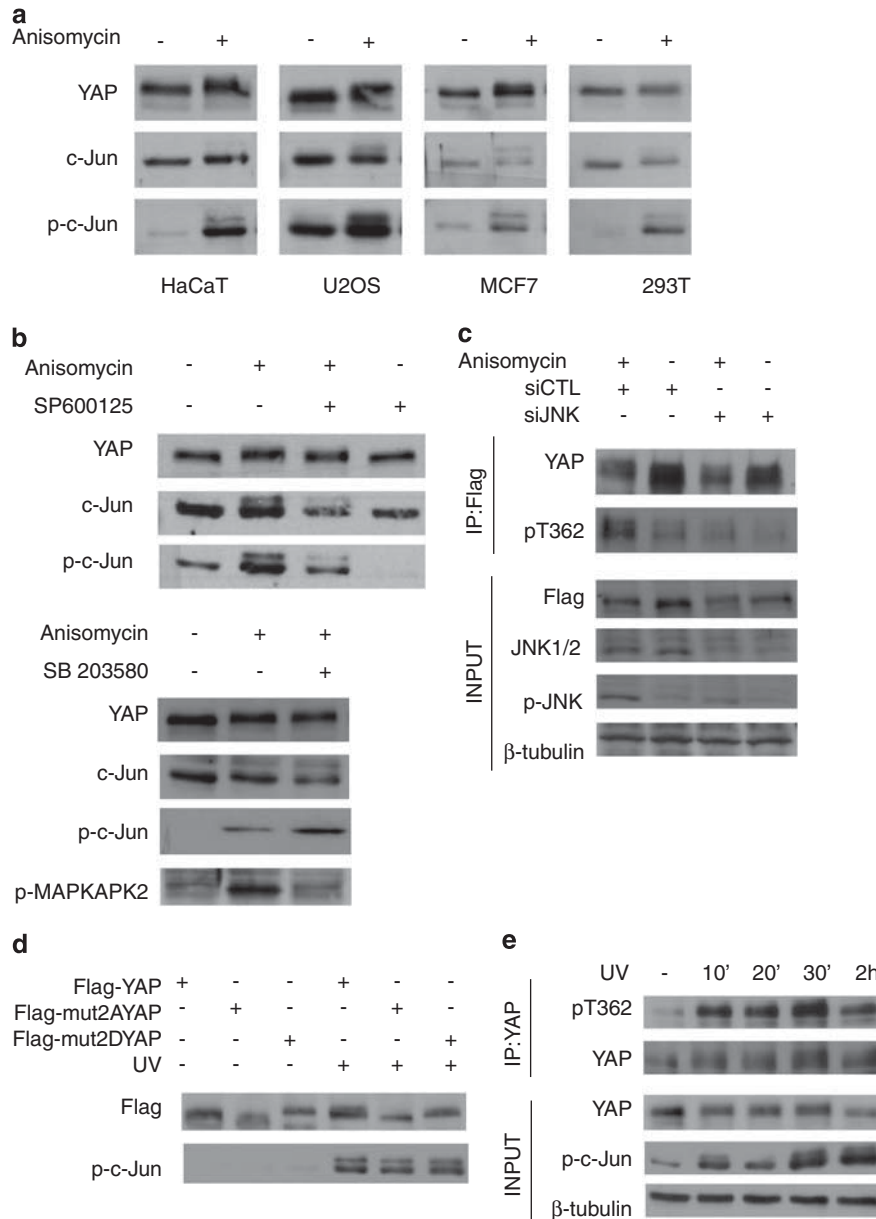 a
Anisomycin - + - + - + - +
YAP
c-Jun
p-c-Jun
HaCaT U2OS MCF7 293T
b
Anisomycin - + + -
SP600125 - - + +
YAP
c-Jun
p-c-Jun
Anisomycin - + +
SB 203580 - - +
YAP
c-Jun
p-c-Jun
p-MAPKAPK2
c
Anisomycin + - + -
siCTL + + - -
siJNK - - + +
IP:Flag
YAP
pT362
INPUT
Flag
JNK1/2
p-JNK
β-tubulin
d
Flag-YAP + - - + - -
Flag-mut2AYAP - + - - + -
Flag-mut2DYAP - - + - - +
UV - - - + + +
Flag
p-c-Jun
e
UV - 10' 20' 30' 2h
IP:YAP
pT362
YAP
INPUT
YAP
p-c-Jun
β-tubulin